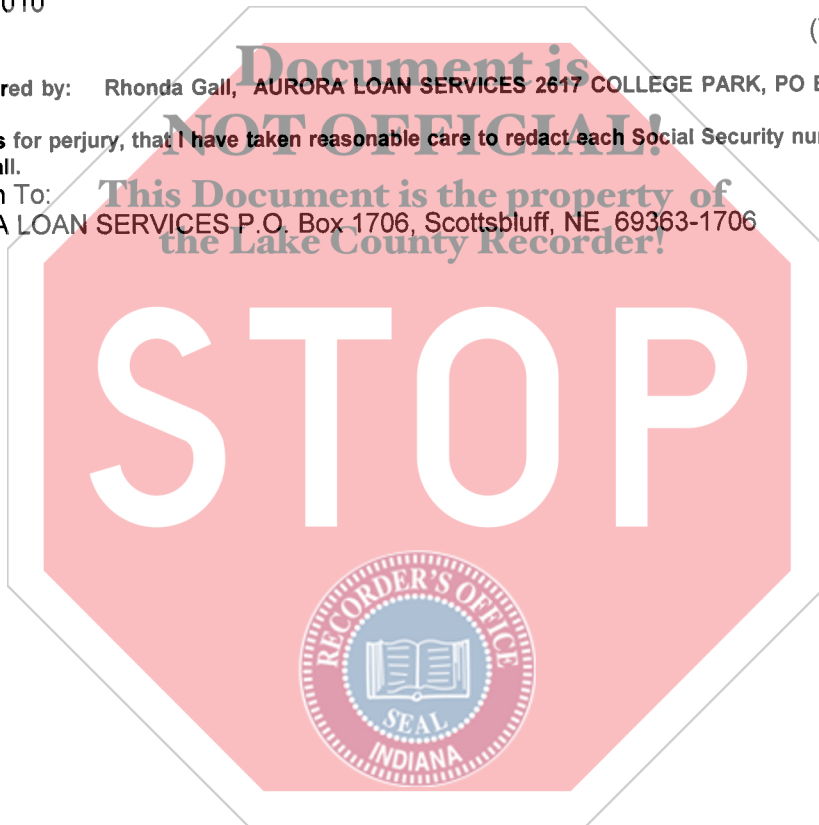 010
(
Document is
red by: Rhonda Gall, AURORA LOAN SERVICES 2617 COLLEGE PARK, PO
NOT OFFICIAL!
s for perjury, that I have taken reasonable care to redact each Social Security
all.
This Document is the property of
n To:
A LOAN SERVICES P.O. Box 1706, Scottsbluff, NE 69363-1706
the Lake County Recorder!
STOP
RECORDER'S OFFICE
SEAL
INDIANA